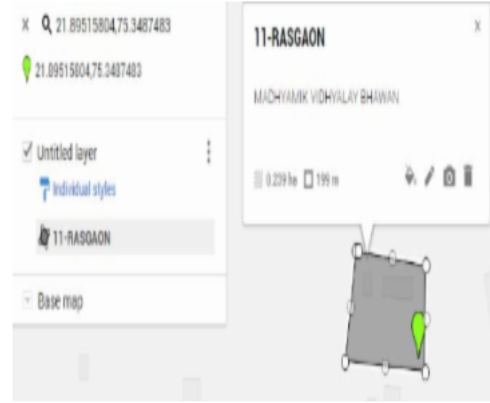 21.89515804,75.3487483
21.89515804,75.3487483
Untitled layer
Individual styles
11-RASGAON
Base map
11-RASGAON
MADHYAMIK VIDHYALAY BHAWAN
0.239 ha 199 m